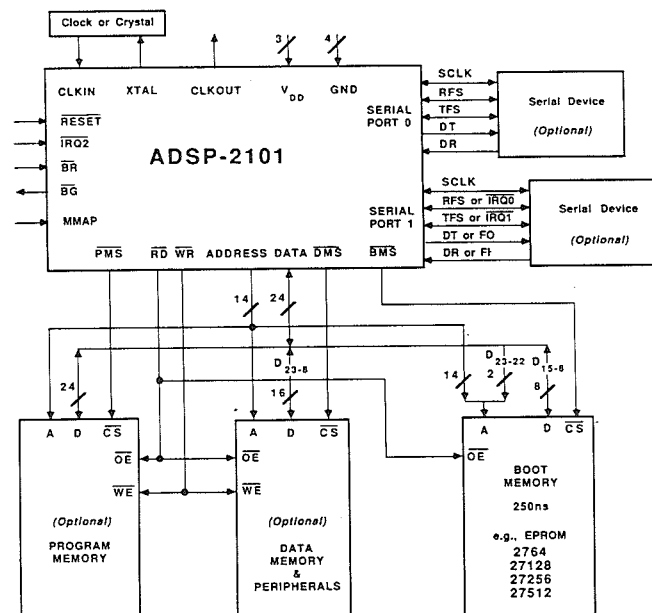 Clock or Crystal
3
4
CLKIN XTAL CLKOUT VDD GND
RESET
IRQ2
BR
BG
MMAP
ADSP-2101
SERIAL
PORT 0
SCLK
RFS
TFS
DT
DR
Serial Device
(Optional)
SERIAL
PORT 1
SCLK
RFS or IRQ0
TFS or IRQ1
DT or FO
DR or FI
Serial Device
(Optional)
PMS RD WR ADDRESS DATA DMS BMS
14
24
24
D23-8
16
14
D23-22
2
D15-8
8
A D CS
OE
WE
(Optional)
PROGRAM
MEMORY
A D CS
OE
WE
(Optional)
DATA
MEMORY
&
PERIPHERALS
A D CS
OE
BOOT
MEMORY
250ns
e.g., EPROM
2764
27128
27256
27512